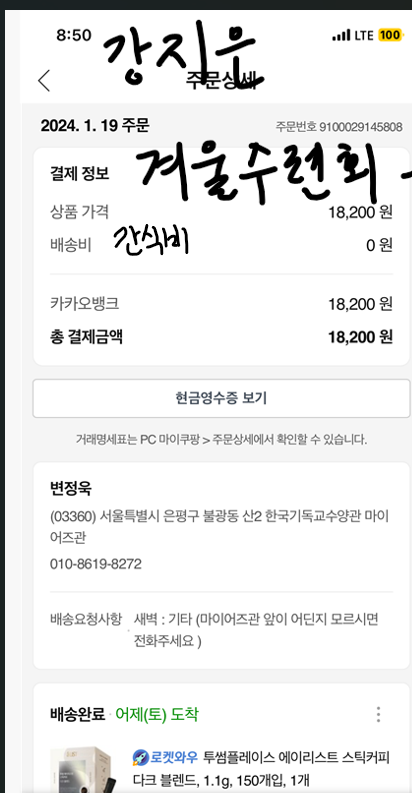 8:50
LTE 100
강지은
주문상세
2024. 1. 19 주문
주문번호 9100029145808
겨울수련회 -
결제 정보
상품 가격 18,200 원
배송비 0 원
간식비
카카오뱅크 18,200 원
총 결제금액 18,200 원
현금영수증 보기
거래명세표는 PC 마이쿠팡 > 주문상세에서 확인할 수 있습니다.
변정욱
(03360) 서울특별시 은평구 불광동 산2 한국기독교수양관 마이
어즈관
010-8619-8272
배송요청사항 새벽 : 기타 (마이어즈관 앞이 어딘지 모르시면
전화주세요 )
배송완료 · 어제(토) 도착
로켓와우 투썸플레이스 에이리스트 스틱커피
다크 블렌드, 1.1g, 150개입, 1개